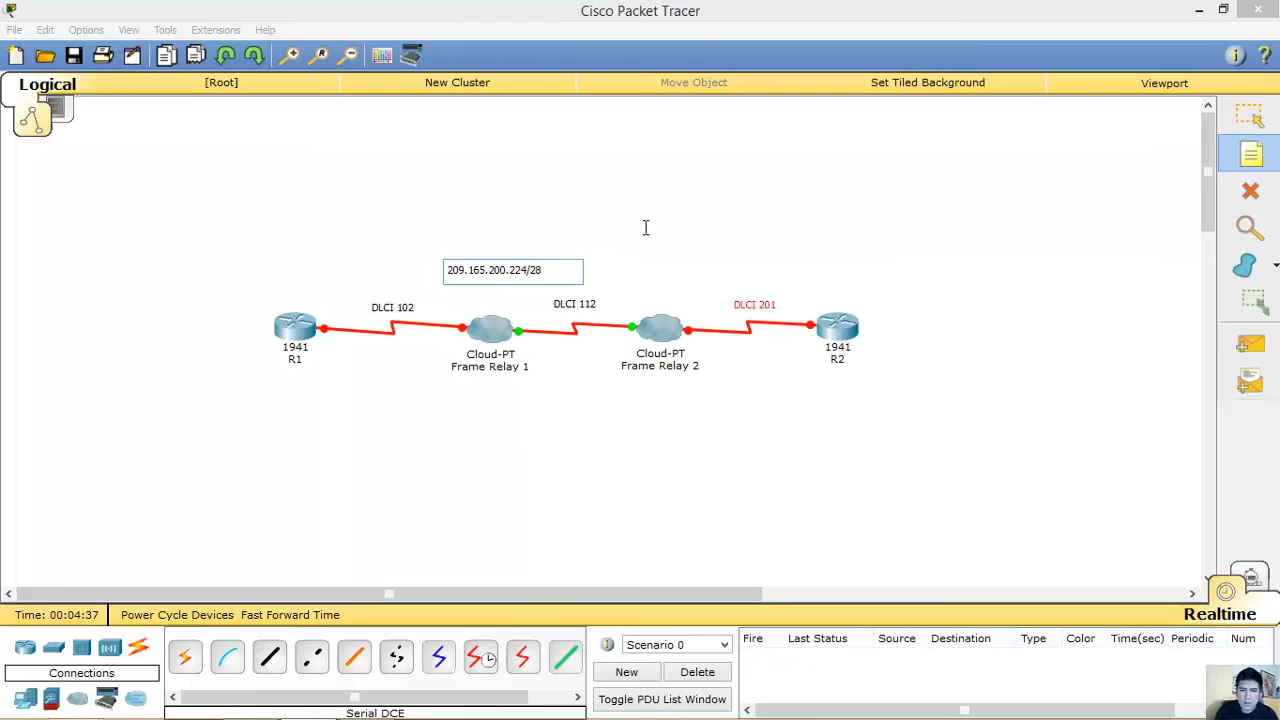 Cisco Packet Tracer
File Edit Options View Tools Extensions Help
Logical [Root] New Cluster Move Object Set Tiled Background Viewport
209.165.200.224/28
DLCI 102 DLCI 112 DLCI 201
1941
R1
Cloud-PT
Frame Relay 1
Cloud-PT
Frame Relay 2
1941
R2
Time: 00:04:37 Power Cycle Devices Fast Forward Time
Realtime
Connections
Serial DCE
Scenario 0
New Delete
Toggle PDU List Window
Fire Last Status Source Destination Type Color Time(sec) Periodic Num